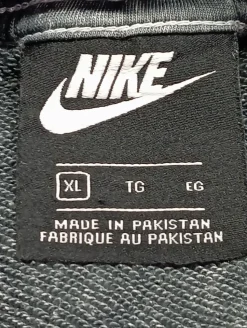 NIKE
XL TG EG
MADE IN PAKISTAN
FABRIQUE AU PAKISTAN